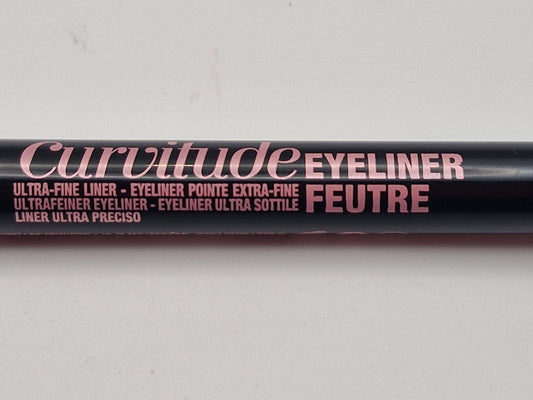 Curvitude EYELINER
FEUTRE
ULTRA-FINE LINER - EYELINER POINTE EXTRA-FINE
ULTRAFEINER EYELINER - EYELINER ULTRA SOTTILE
LINER ULTRA PRECISO